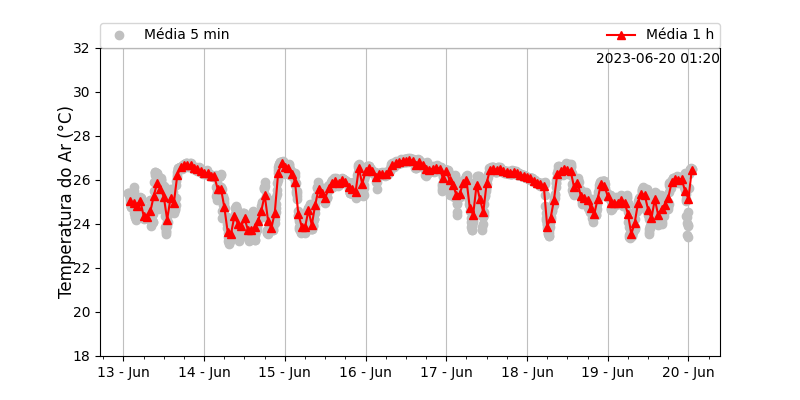 Média 5 min
Média 1 h
2023-06-20 01:20
Temperatura do Ar (°C)
32
30
28
26
24
22
20
18
13 - Jun
14 - Jun
15 - Jun
16 - Jun
17 - Jun
18 - Jun
19 - Jun
20 - Jun